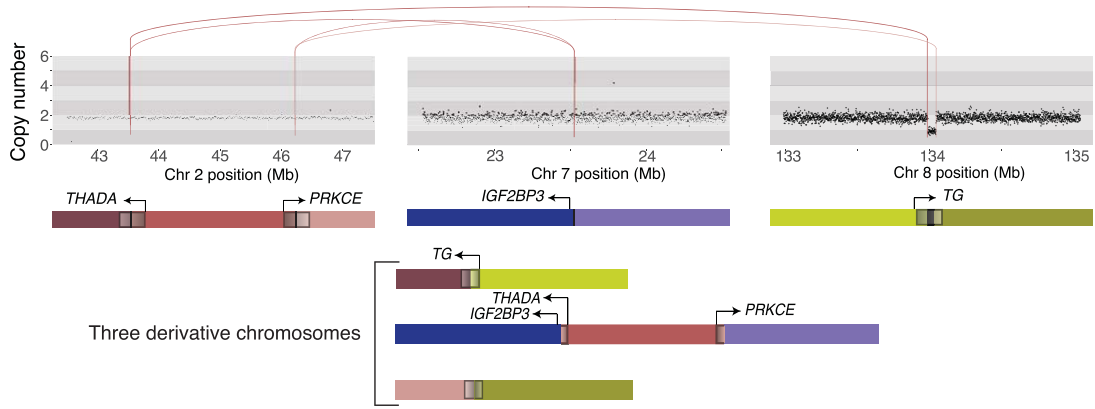 Copy number
6
4
2
0
43 44 45 46 47
Chr 2 position (Mb)
23 24
Chr 7 position (Mb)
133 134 135
Chr 8 position (Mb)
THADA PRKCE
IGF2BP3
TG
TG
THADA
IGF2BP3 PRKCE
Three derivative chromosomes